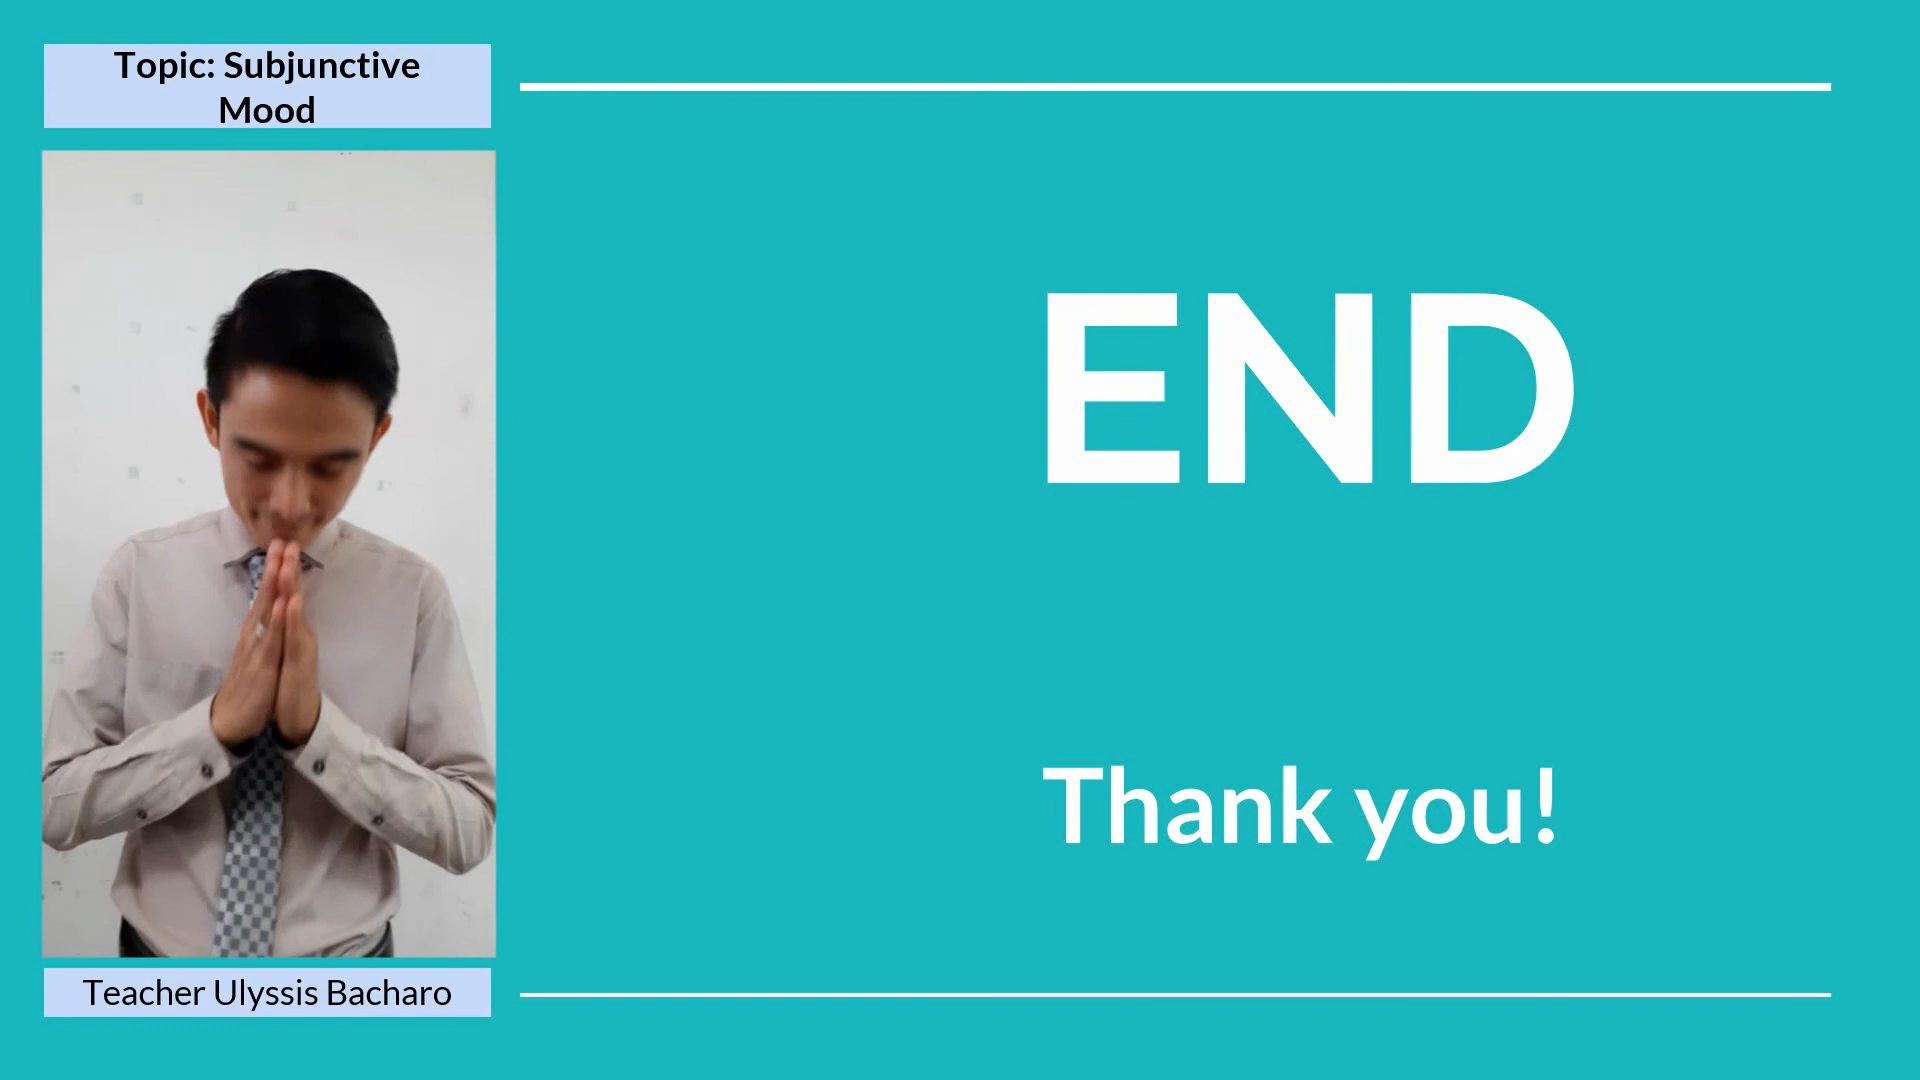 Topic: Subjunctive
Mood
END
Thank you!
Teacher Ulyssis Bacharo